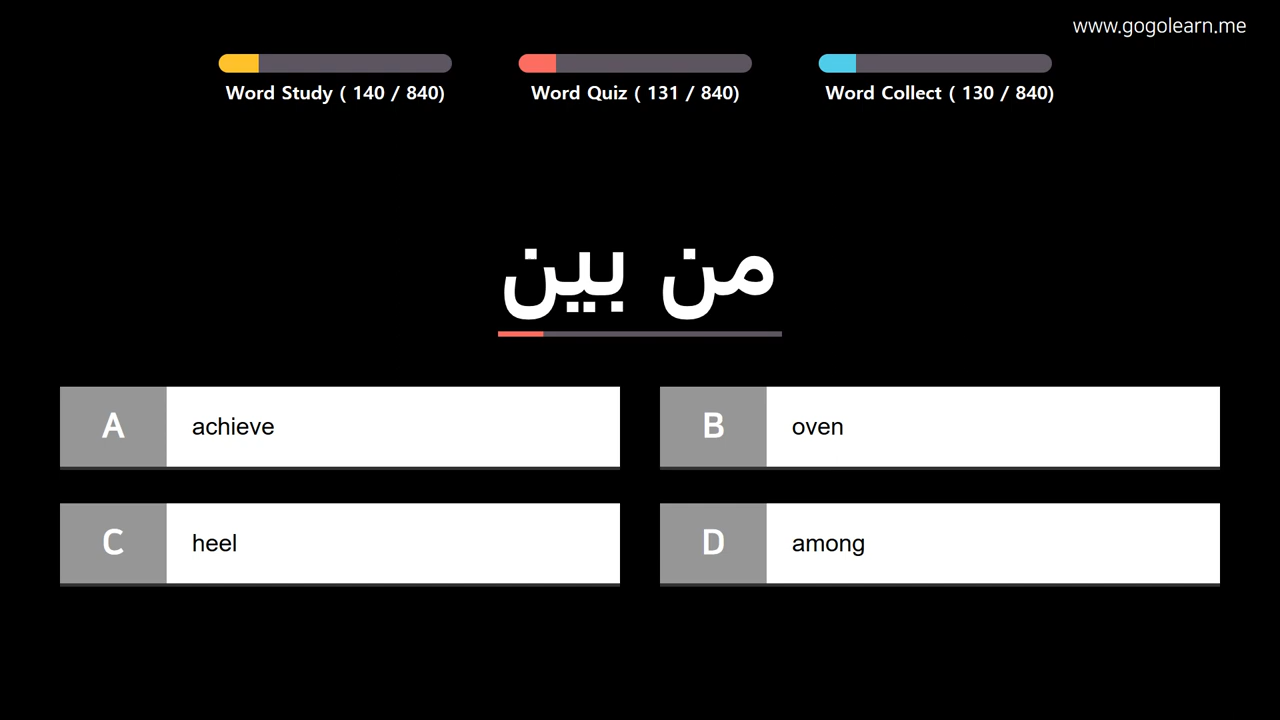 www.gogolearn.me
Word Study ( 140 / 840)
Word Quiz ( 131 / 840)
Word Collect ( 130 / 840)
من بين
A achieve
B oven
C heel
D among